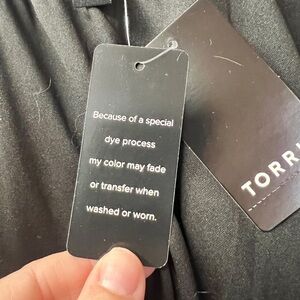 Because of a special
dye process
my color may fade
or transfer when
washed or worn.
TORRI